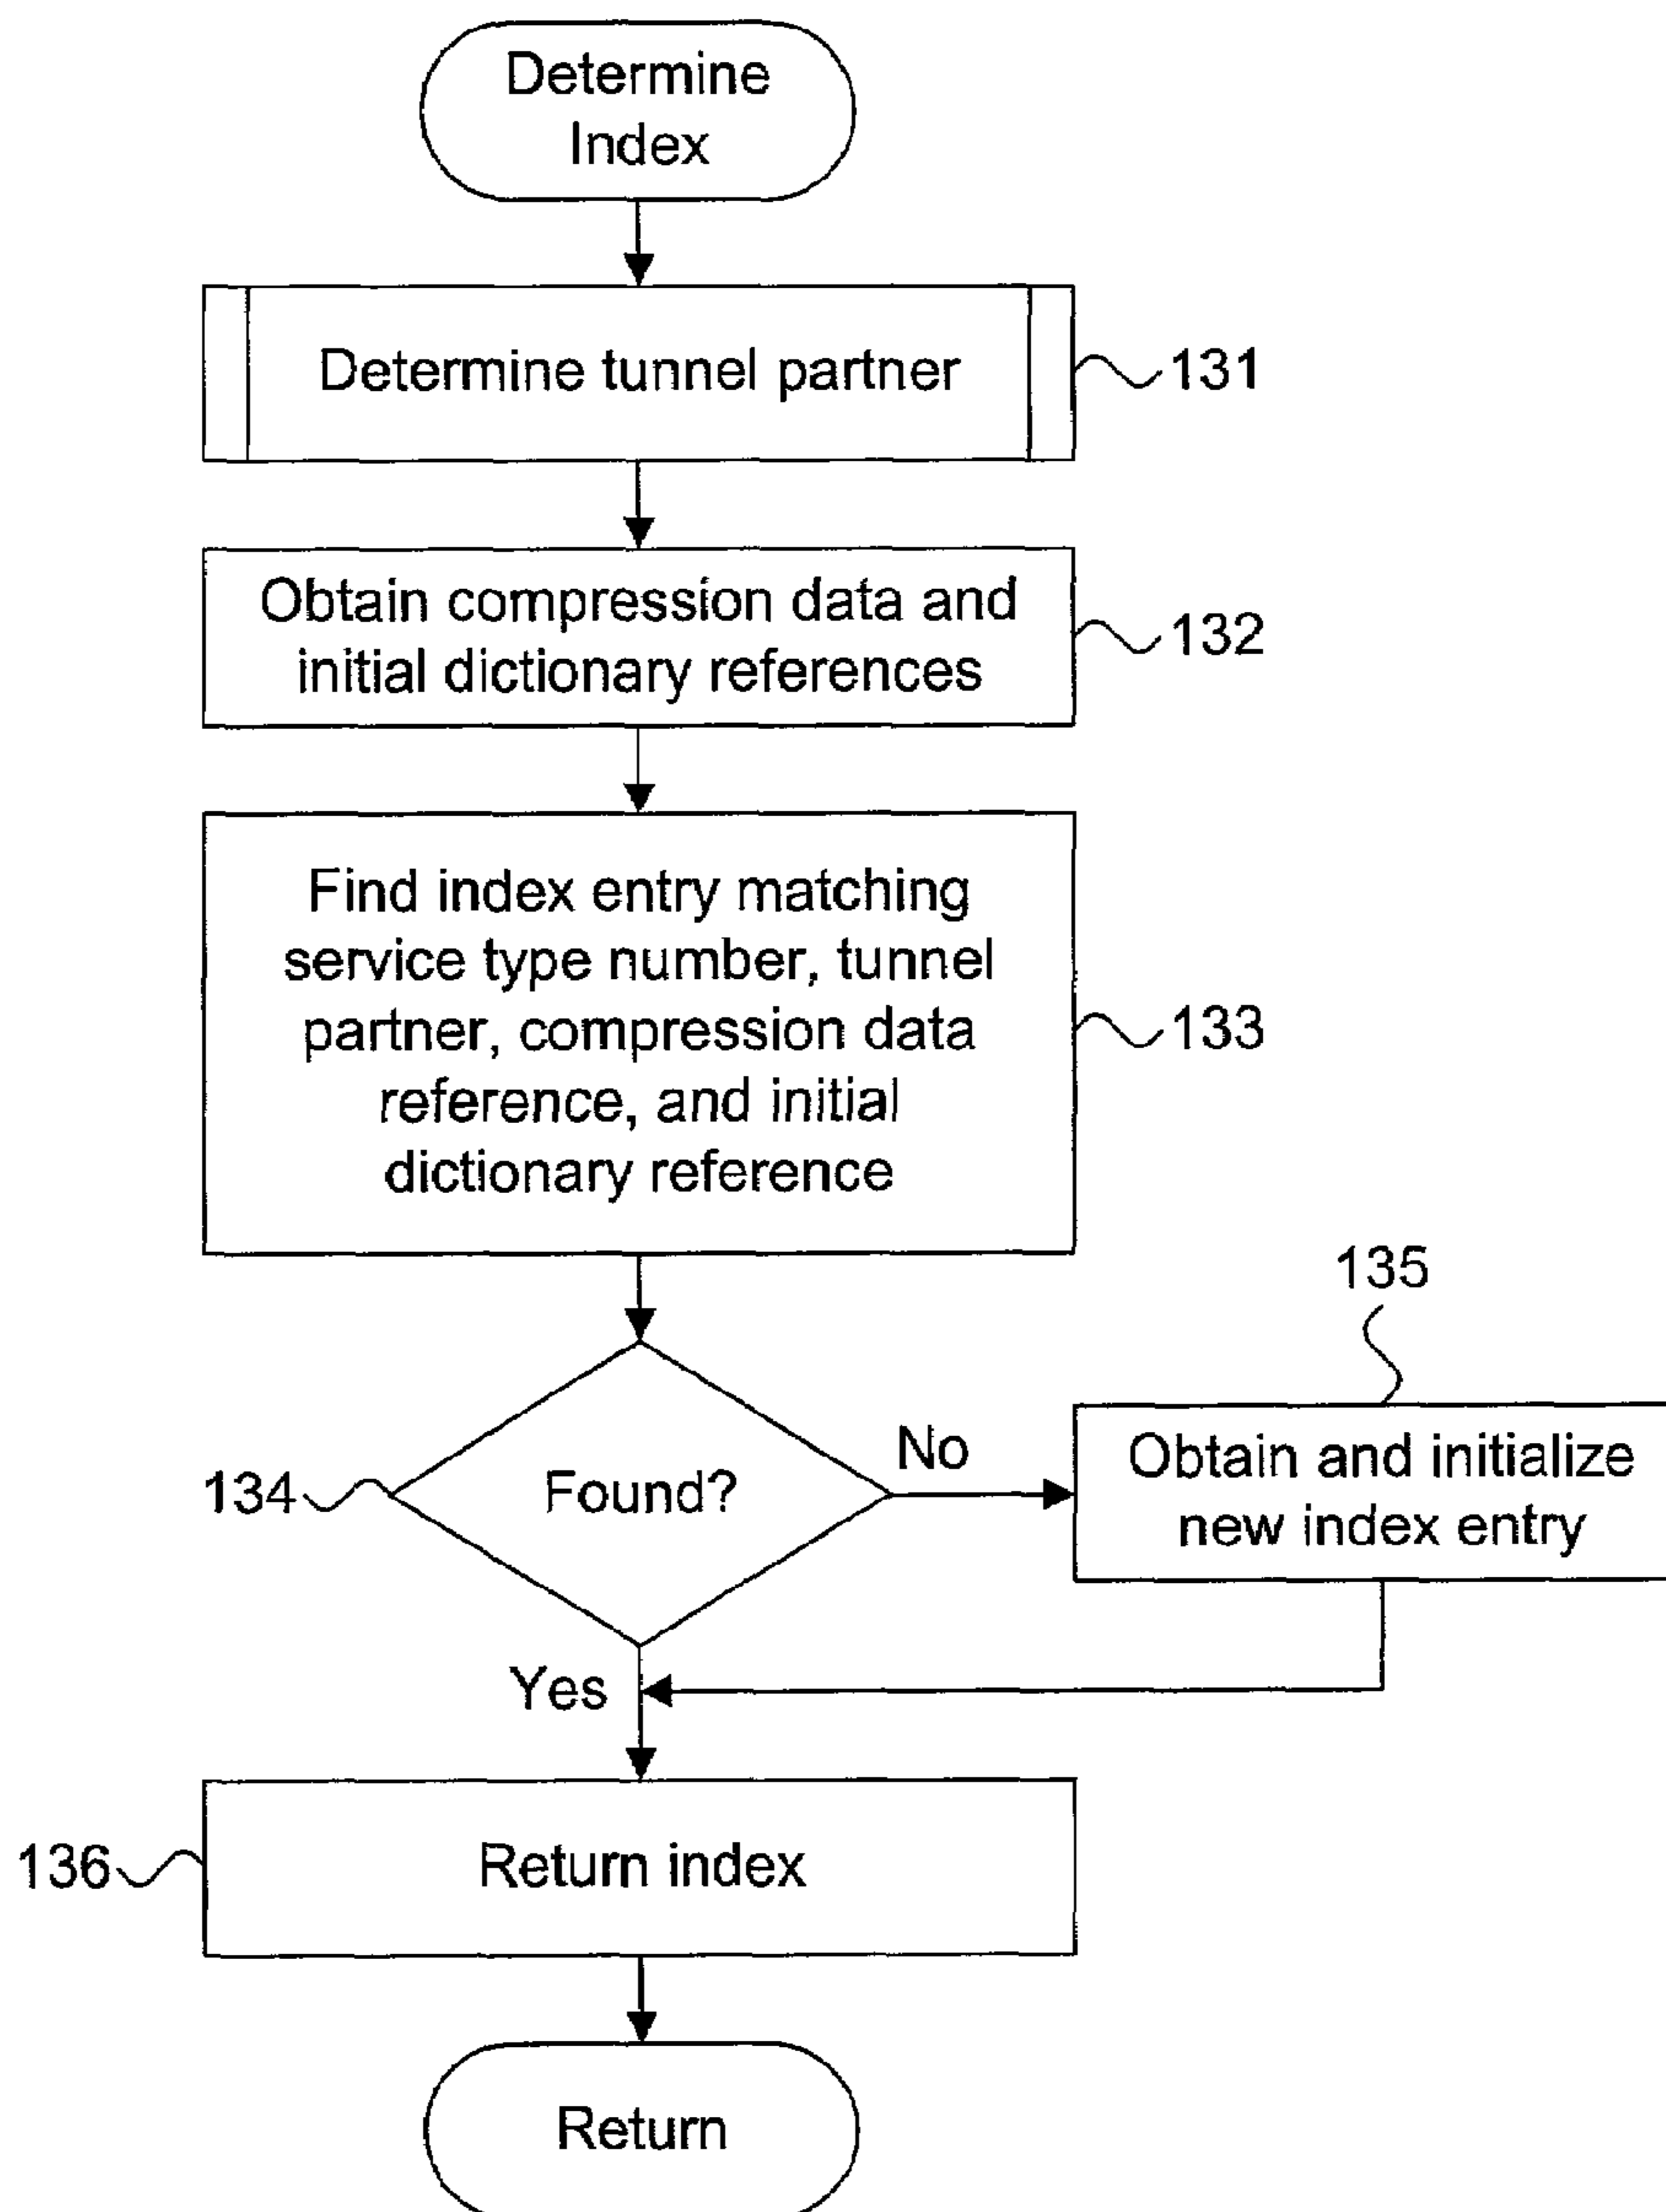 Determine
Index
Determine tunnel partner
131
Obtain compression data and
initial dictionary references
132
Find index entry matching
service type number, tunnel
partner, compression data
reference, and initial
dictionary reference
133
134
Found?
No
135
Obtain and initialize
new index entry
Yes
136
Return index
Return